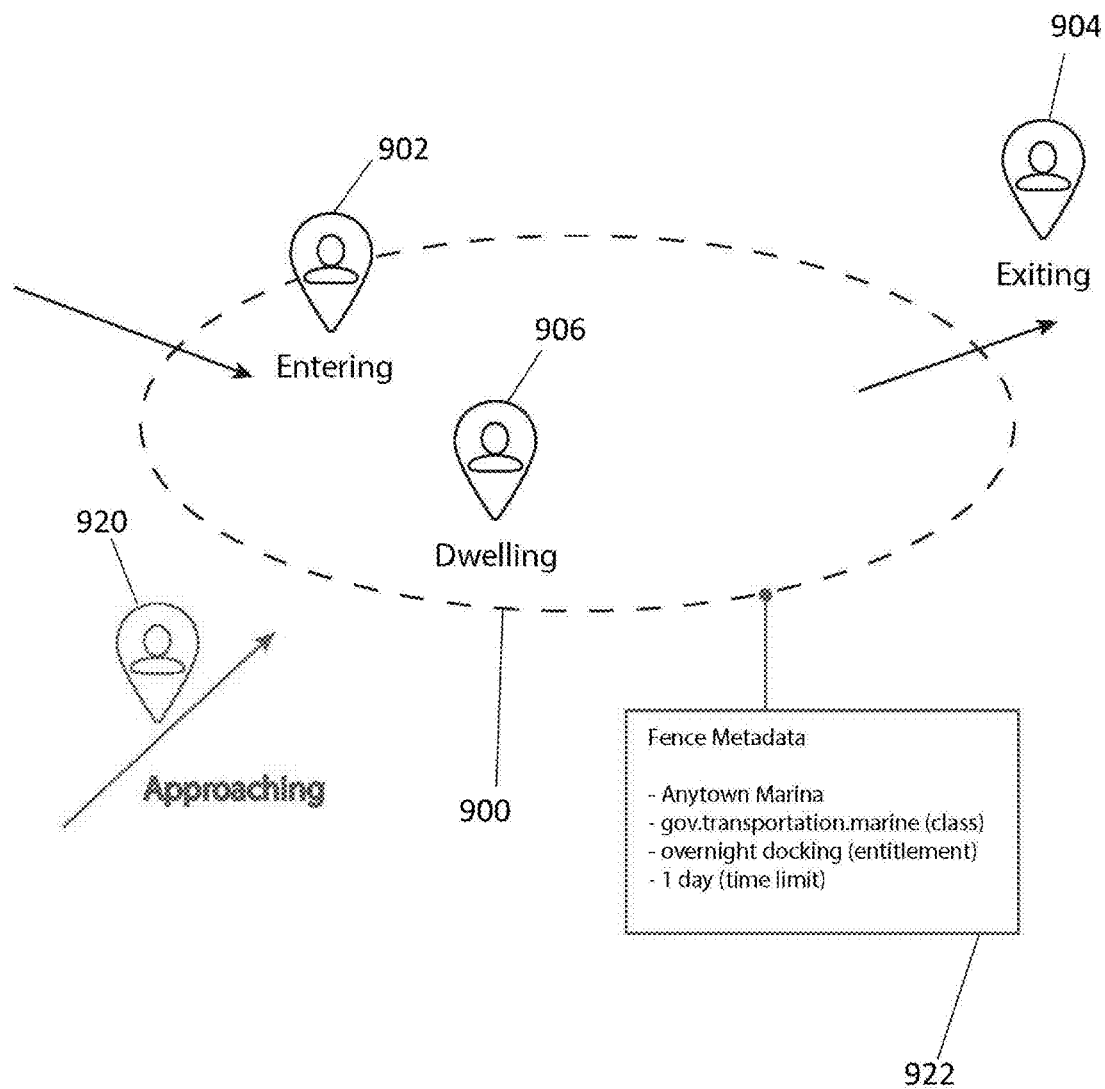 904
902
Exiting
906
Entering
920
Dwelling
Approaching
900
Fence Metadata
- Anytown Marina
- gov.transportation.marine (class)
- overnight docking (entitlement)
- 1 day (time limit)
922